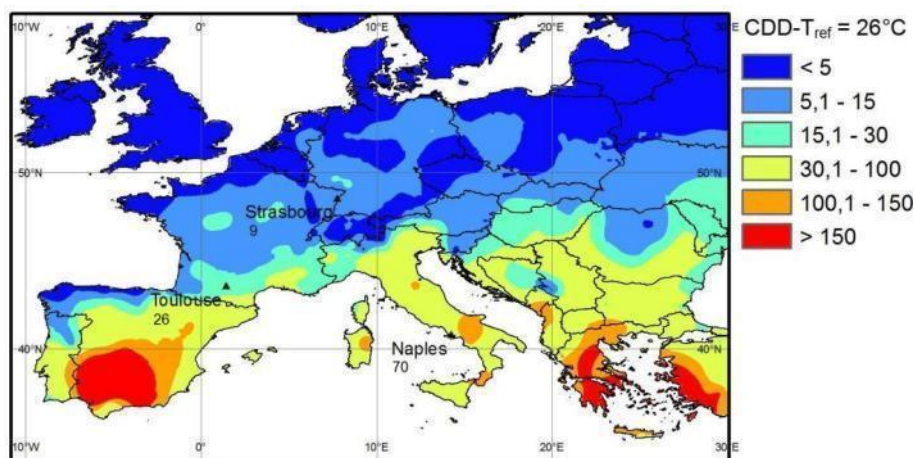 10°W 0° 10°E 20°E 30°E
CDD-Tref = 26°C
< 5
5,1 - 15
15,1 - 30
30,1 - 100
100,1 - 150
> 150
50°N 50°N
Strasbourg
9
Toulouse
26
Naples
70
40°N 40°N
10°W 0° 10°E 20°E 30°E